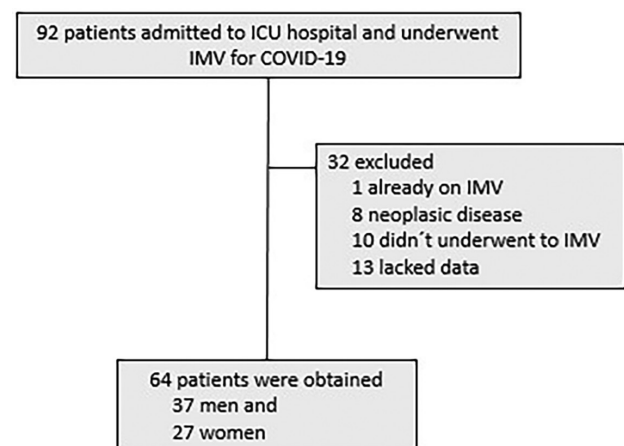 92 patients admitted to ICU hospital and underwent
IMV for COVID-19
32 excluded
1 already on IMV
8 neoplasic disease
10 didn´t underwent to IMV
13 lacked data
64 patients were obtained
37 men and
27 women